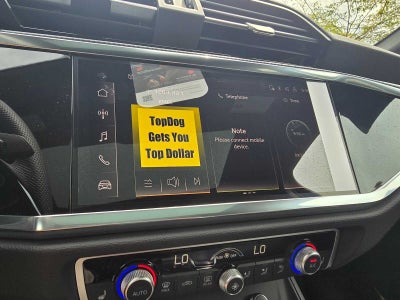 Telephone
TopDog
Gets You
Top Dollar
Note
Please connect mobile
device.
LO
LO
AUTO